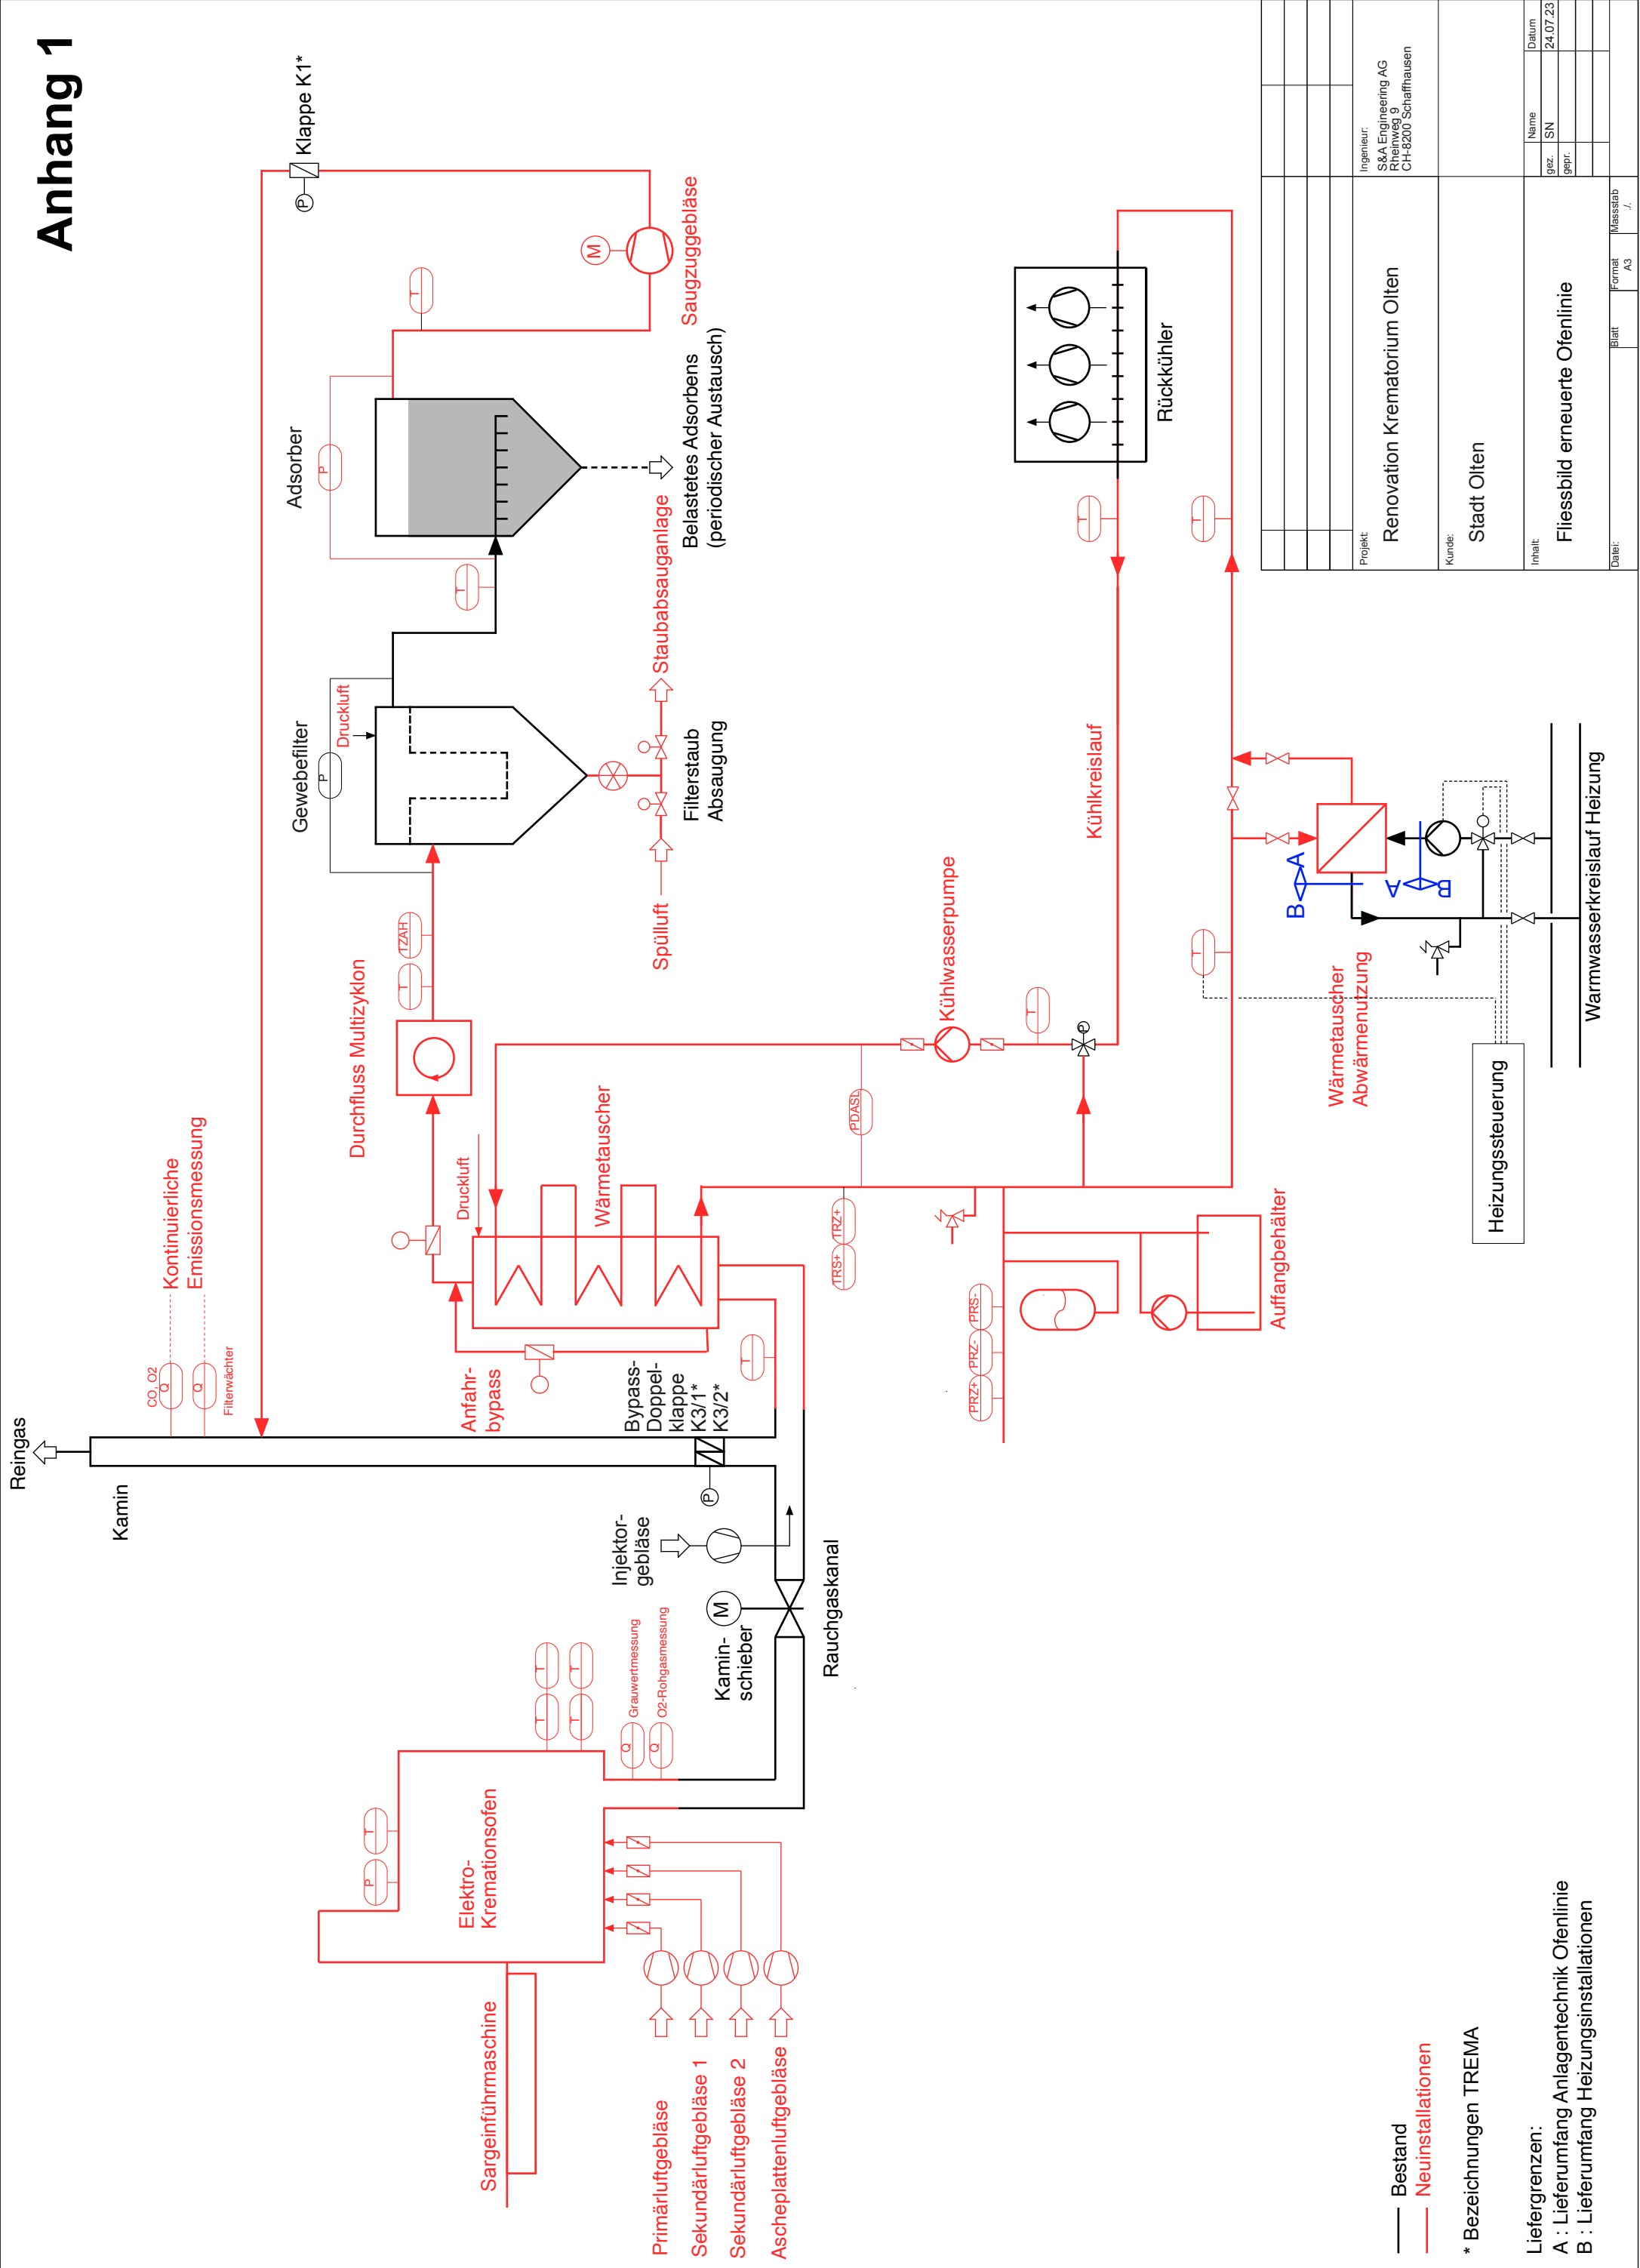 Anhang 1
Reingas
Kamin
CO, O2
Q
Q
Filterwächter
Kontinuierliche
Emissionsmessung
Klappe K1*
P
Sargeinführmaschine
Elektro-
Kremationsofen
P
T
T
T
T
T
Q
Grauwertmessung
Q
O2-Rohgasmessung
Primärluftgebläse
Sekundärluftgebläse 1
Sekundärluftgebläse 2
Ascheplattenluftgebläse
Kamin-
schieber
M
Injektor-
gebläse
Rauchgaskanal
P
Bypass-
Doppel-
klappe
K3/1*
K3/2*
T
Anfahr-
bypass
Druckluft
Wärmetauscher
Durchfluss Multizyklon
T
TZAH
Gewebefilter
P
Druckluft
Spülluft
Filterstaub
Absaugung
Staubabsauganlage
T
Adsorber
P
Belastetes Adsorbens
(periodischer Austausch)
T
M
Saugzuggebläse
PRZ+
PRZ-
PRS-
TRS+
TRZ+
PDASL
Auffangbehälter
Kühlwasserpumpe
T
P
Kühlkreislauf
T
T
T
Rückkühler
Wärmetauscher
Abwärmenutzung
B
A
A
B
Heizungssteuerung
Warmwasserkreislauf Heizung
Bestand
Neuinstallationen
* Bezeichnungen TREMA
Liefergrenzen:
A : Lieferumfang Anlagentechnik Ofenlinie
B : Lieferumfang Heizungsinstallationen
Projekt:
Renovation Krematorium Olten
Ingenieur:
S&A Engineering AG
Rheinweg 9
CH-8200 Schaffhausen
Kunde:
Stadt Olten
Inhalt:
Fliessbild erneuerte Ofenlinie
Name
Datum
gez.
SN
24.07.23
gepr.
Datei:
Blatt
Format
A3
Massstab
./.